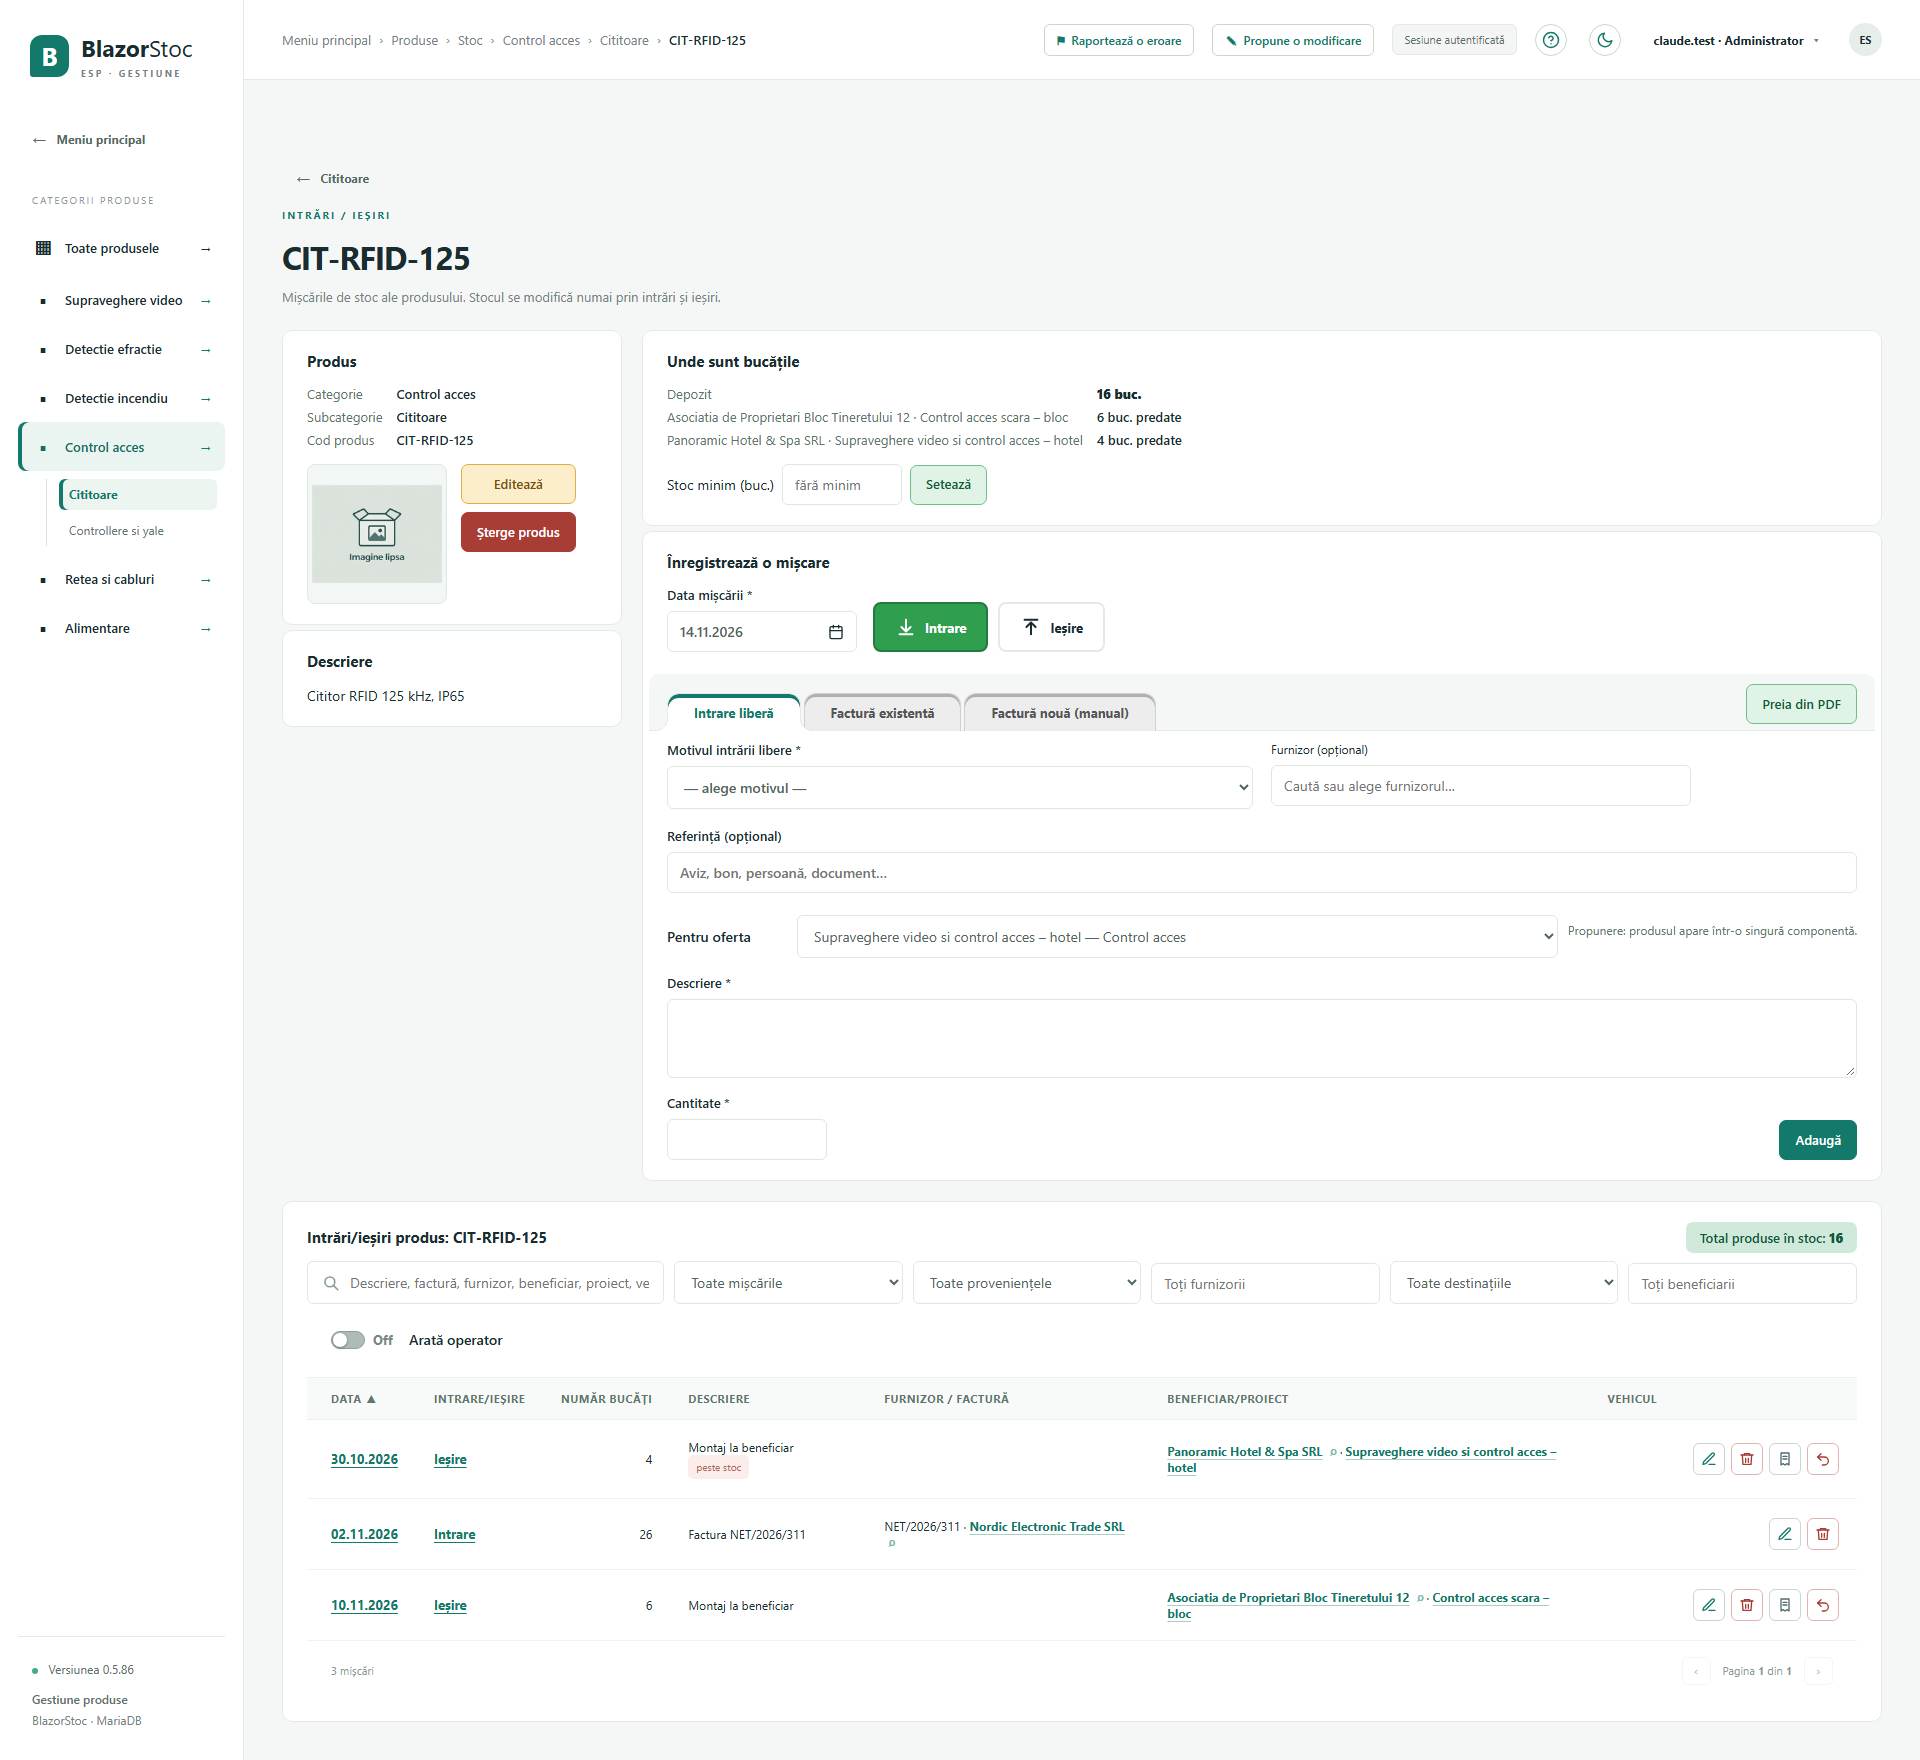 B BlazorStoc
ESP · GESTIUNE
← Meniu principal
CATEGORII PRODUSE
Toate produsele →
Supraveghere video →
Detectie efractie →
Detectie incendiu →
Control acces →
Cititoare
Controllere si yale
Retea si cabluri →
Alimentare →
Versiunea 0.5.86
Gestiune produse
BlazorStoc · MariaDB
Meniu principal › Produse › Stoc › Control acces › Cititoare › CIT-RFID-125
Raportează o eroare
Propune o modificare
Sesiune autentificată
claude.test · Administrator
ES
← Cititoare
INTRĂRI / IEȘIRI
CIT-RFID-125
Mișcările de stoc ale produsului. Stocul se modifică numai prin intrări și ieșiri.
Produs
Categorie Control acces
Subcategorie Cititoare
Cod produs CIT-RFID-125
Imagine lipsa
Editează
Șterge produs
Descriere
Cititor RFID 125 kHz, IP65
Unde sunt bucățile
Depozit 16 buc.
Asociatia de Proprietari Bloc Tineretului 12 · Control acces scara – bloc 6 buc. predate
Panoramic Hotel & Spa SRL · Supraveghere video si control acces – hotel 4 buc. predate
Stoc minim (buc.) fără minim Setează
Înregistrează o mișcare
Data mișcării *
14.11.2026
Intrare
Ieșire
Intrare liberă
Factură existentă
Factură nouă (manual)
Preia din PDF
Motivul intrării libere *
— alege motivul —
Furnizor (opțional)
Caută sau alege furnizorul...
Referință (opțional)
Aviz, bon, persoană, document...
Pentru oferta
Supraveghere video si control acces – hotel — Control acces
Propunere: produsul apare într-o singură componentă.
Descriere *
Cantitate *
Adaugă
Intrări/ieșiri produs: CIT-RFID-125
Total produse în stoc: 16
Descriere, factură, furnizor, beneficiar, proiect, ve
Toate mișcările
Toate proveniențele
Toți furnizorii
Toate destinațiile
Toți beneficiarii
Off Arată operator
DATA ▲ INTRARE/IEȘIRE NUMĂR BUCĂȚI DESCRIERE FURNIZOR / FACTURĂ BENEFICIAR/PROIECT VEHICUL
30.10.2026 Ieșire 4 Montaj la beneficiar
peste stoc
Panoramic Hotel & Spa SRL · Supraveghere video si control acces –
hotel
02.11.2026 Intrare 26 Factura NET/2026/311 NET/2026/311 · Nordic Electronic Trade SRL
10.11.2026 Ieșire 6 Montaj la beneficiar
Asociatia de Proprietari Bloc Tineretului 12 · Control acces scara –
bloc
3 mișcări
‹ Pagina 1 din 1 ›